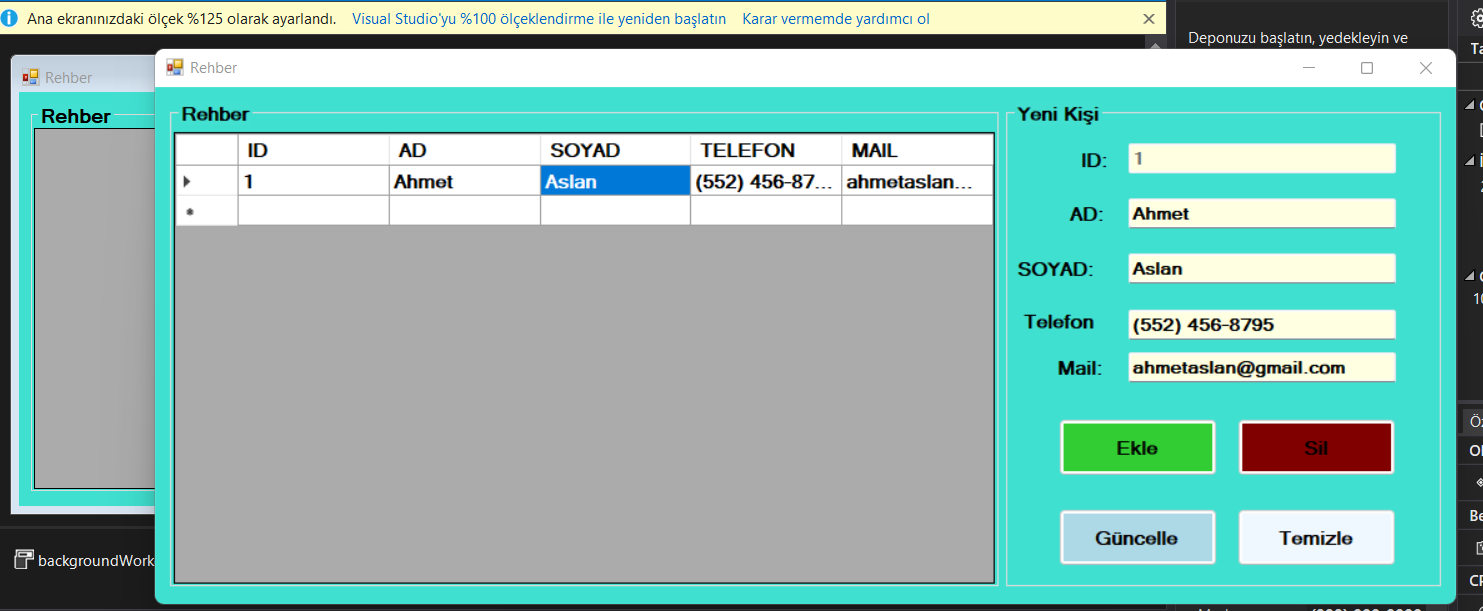 Ana ekranınızdaki ölçek %125 olarak ayarlandı. Visual Studio'yu %100 ölçeklendirme ile yeniden başlatın Karar vermemde yardımcı ol
Deponuzu başlatın, yedekleyin ve
Rehber
Rehber
Rehber
Rehber
ID AD SOYAD TELEFON MAIL
1 Ahmet Aslan (552) 456-87... ahmetaslan...
Yeni Kişi
ID: 1
AD: Ahmet
SOYAD: Aslan
Telefon (552) 456-8795
Mail: ahmetaslan@gmail.com
Ekle Sil
Güncelle Temizle
backgroundWork